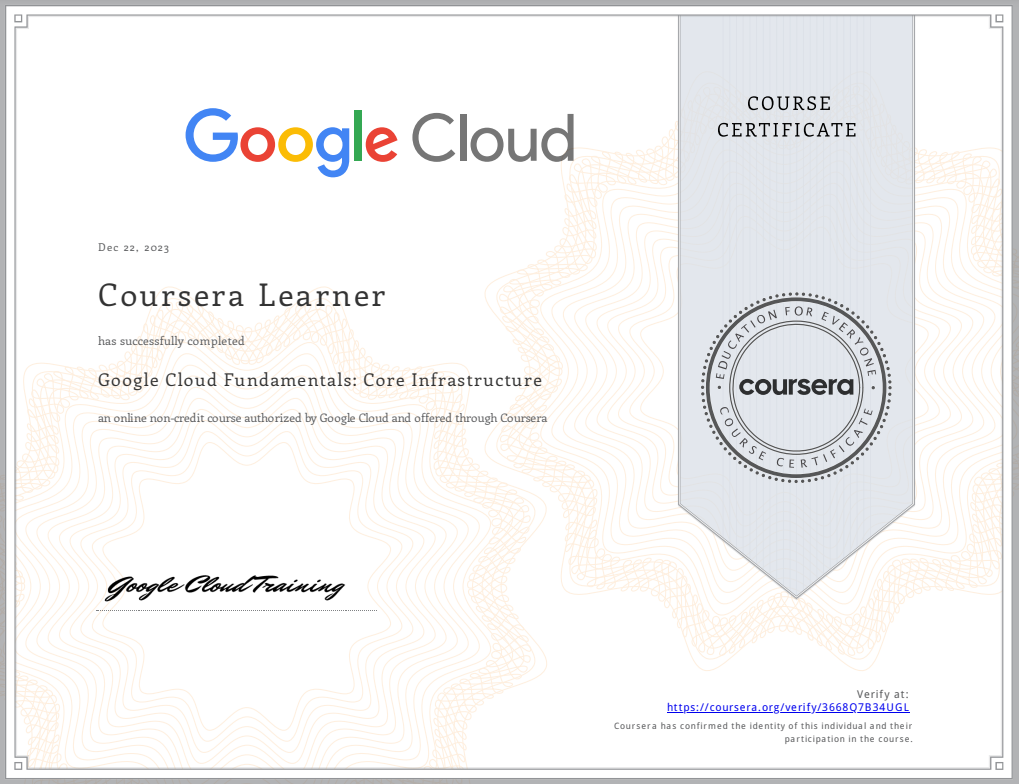 Google Cloud
COURSE
CERTIFICATE
Dec 22, 2023
Coursera Learner
has successfully completed
Google Cloud Fundamentals: Core Infrastructure
an online non-credit course authorized by Google Cloud and offered through Coursera
EDUCATION FOR EVERYONE
coursera
COURSE CERTIFICATE
Google Cloud Training
Verify at:
https://coursera.org/verify/3668Q7B34UGL
Coursera has confirmed the identity of this individual and their
participation in the course.